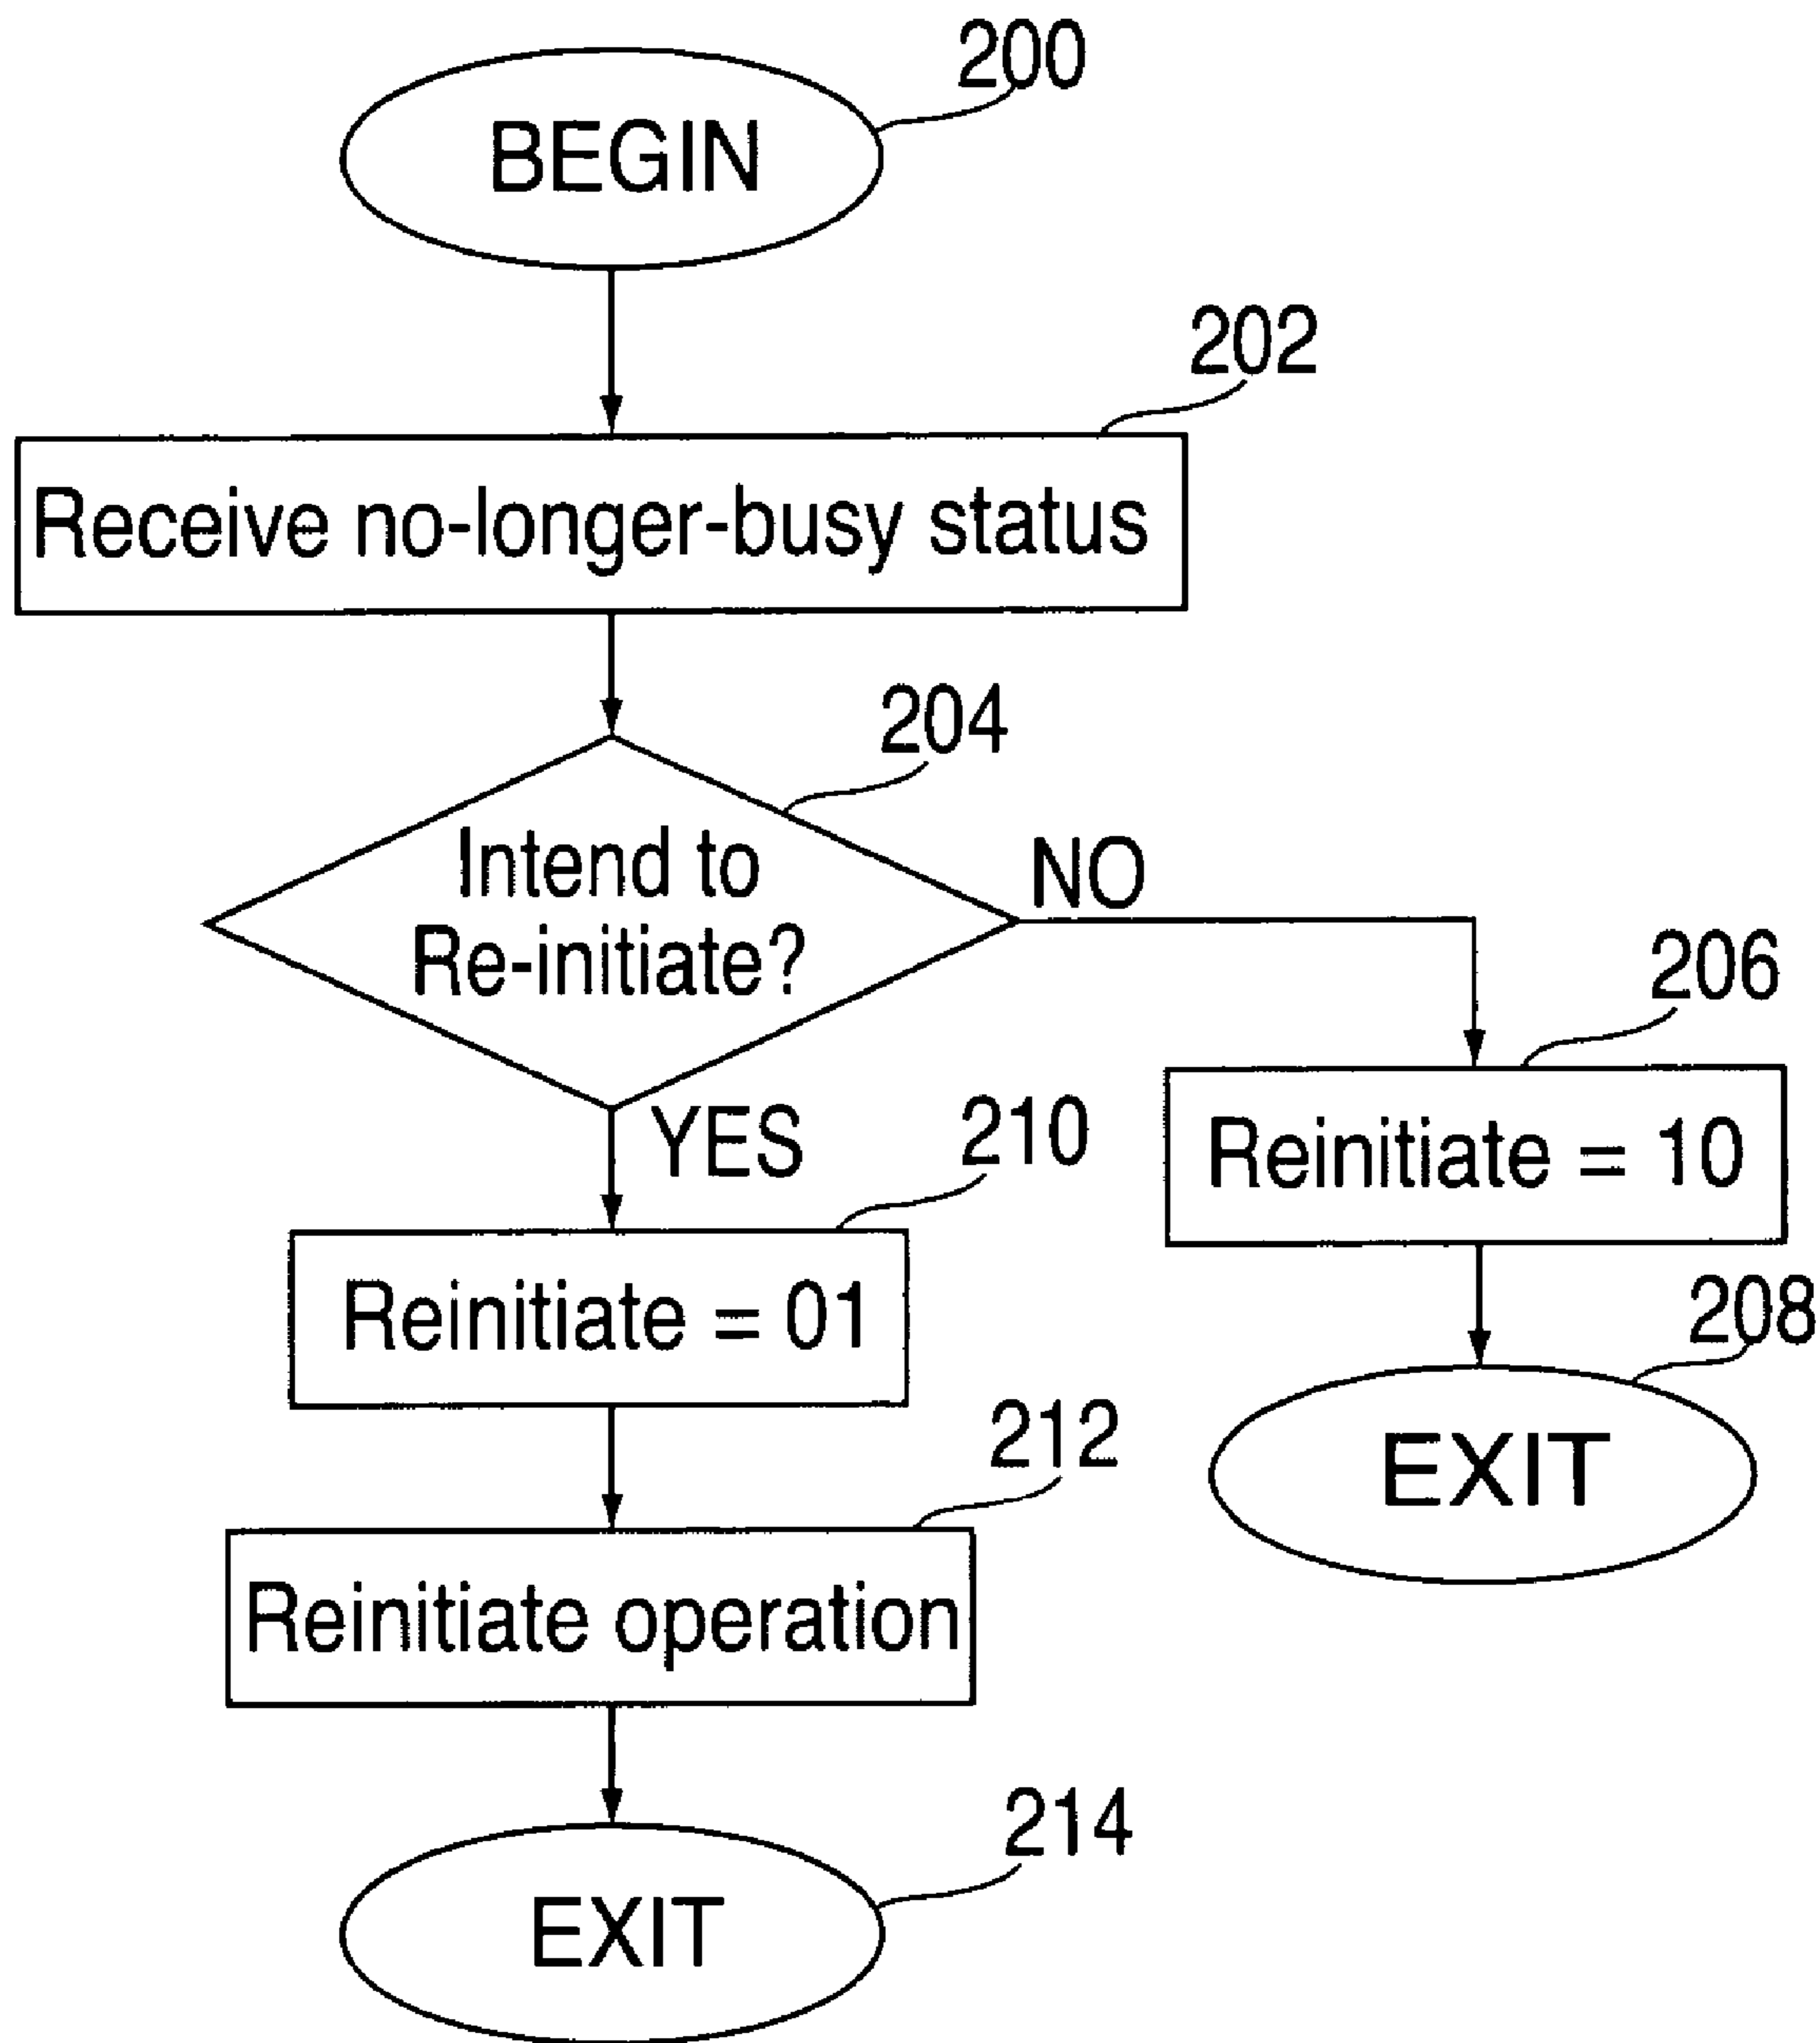 200
BEGIN
202
Receive no-longer-busy status
204
Intend to
Re-initiate?
NO
206
Reinitiate = 10
208
EXIT
YES
210
Reinitiate = 01
212
Reinitiate operation
214
EXIT